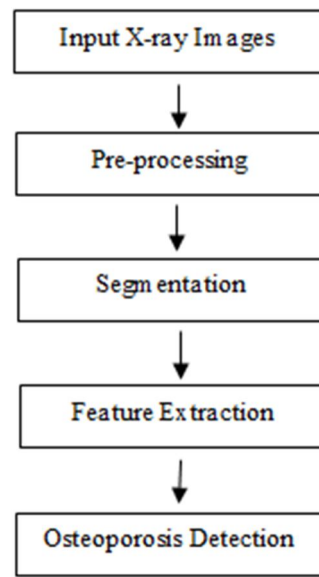 Input X-ray Images
Pre-processing
Segmentation
Feature Extraction
Osteoporosis Detection